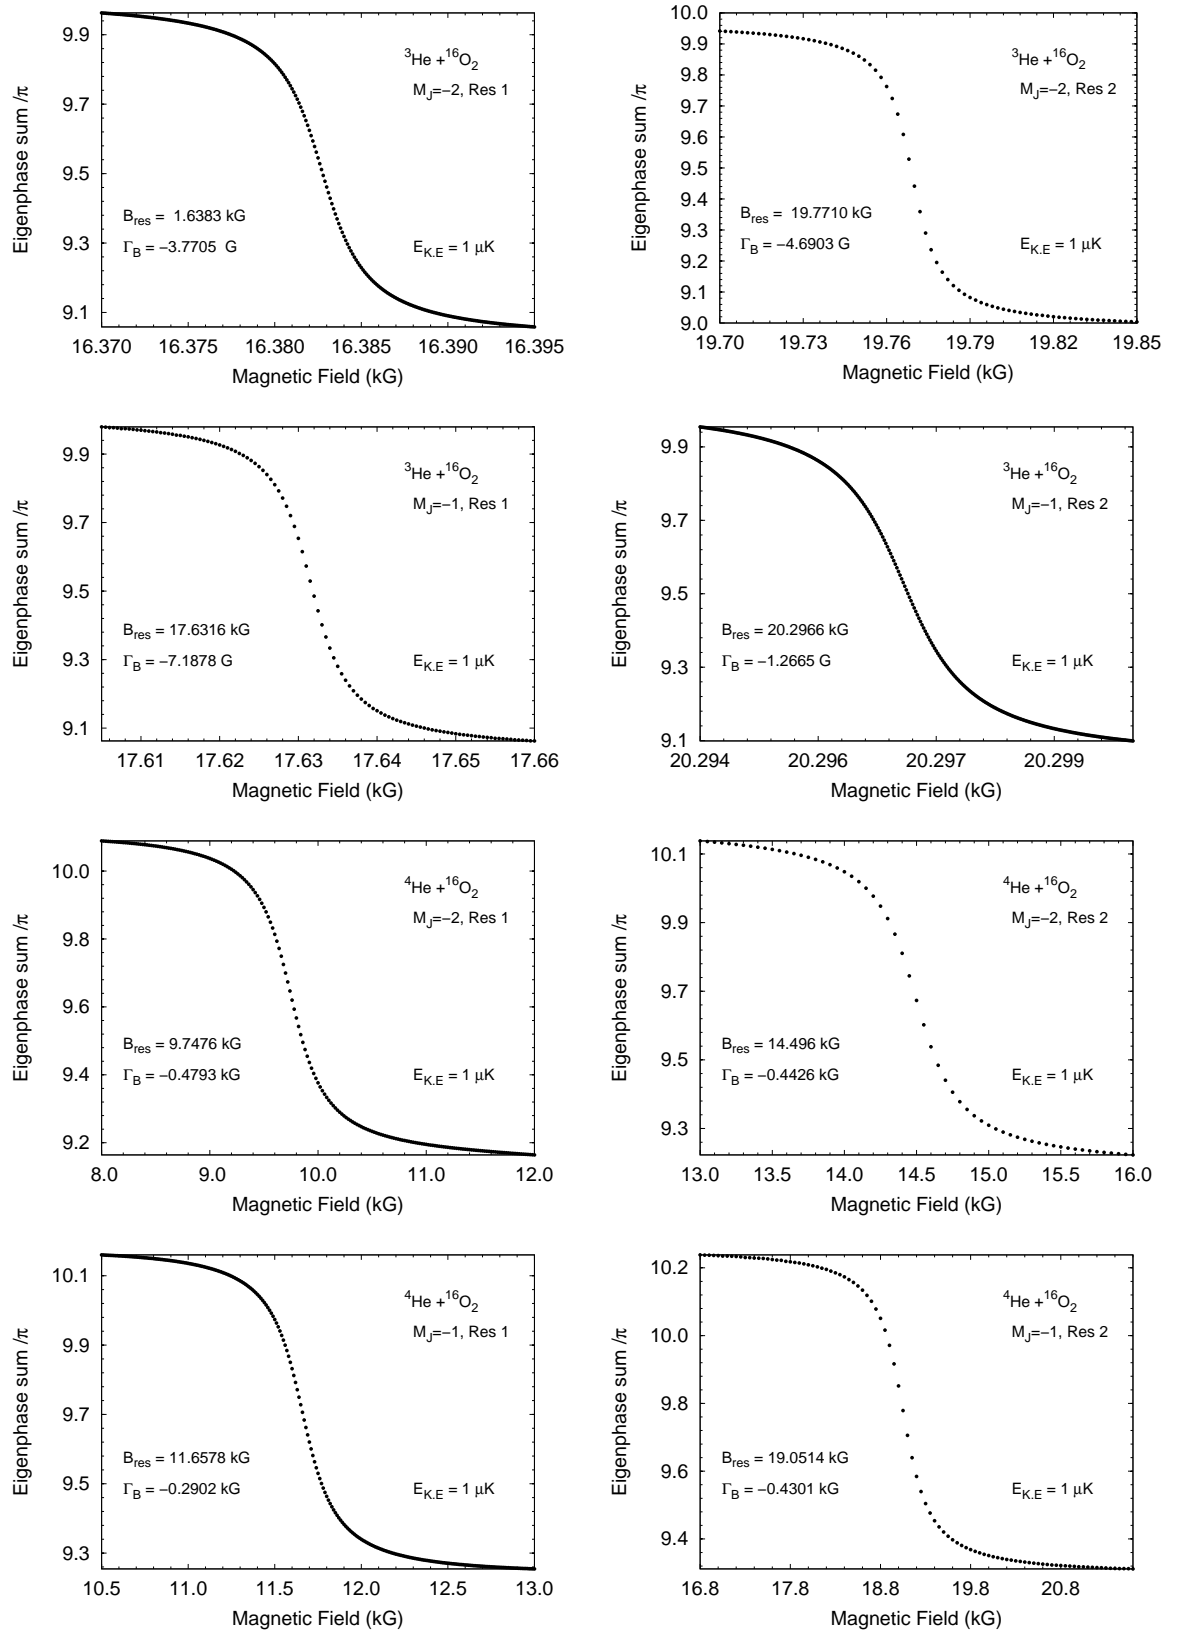 Eigenphase sum /π
9.9
9.7
9.5
9.3
9.1
³He +¹⁶O₂
M_J=−2, Res 1
B_res = 1.6383 kG
Γ_B = −3.7705 G
E_K.E = 1 μK
16.370 16.375 16.380 16.385 16.390 16.395
Magnetic Field (kG)
Eigenphase sum /π
10.0
9.9
9.8
9.7
9.6
9.5
9.4
9.3
9.2
9.1
9.0
³He +¹⁶O₂
M_J=−2, Res 2
B_res = 19.7710 kG
Γ_B = −4.6903 G
E_K.E = 1 μK
19.70 19.73 19.76 19.79 19.82 19.85
Magnetic Field (kG)
Eigenphase sum /π
9.9
9.7
9.5
9.3
9.1
³He +¹⁶O₂
M_J=−1, Res 1
B_res = 17.6316 kG
Γ_B = −7.1878 G
E_K.E = 1 μK
17.61 17.62 17.63 17.64 17.65 17.66
Magnetic Field (kG)
Eigenphase sum /π
9.9
9.7
9.5
9.3
9.1
³He +¹⁶O₂
M_J=−1, Res 2
B_res = 20.2966 kG
Γ_B = −1.2665 G
E_K.E = 1 μK
20.294 20.296 20.297 20.299
Magnetic Field (kG)
Eigenphase sum /π
10.0
9.8
9.6
9.4
9.2
⁴He +¹⁶O₂
M_J=−2, Res 1
B_res = 9.7476 kG
Γ_B = −0.4793 kG
E_K.E = 1 μK
8.0 9.0 10.0 11.0 12.0
Magnetic Field (kG)
Eigenphase sum /π
10.1
9.9
9.7
9.5
9.3
⁴He +¹⁶O₂
M_J=−2, Res 2
B_res = 14.496 kG
Γ_B = −0.4426 kG
E_K.E = 1 μK
13.0 13.5 14.0 14.5 15.0 15.5 16.0
Magnetic Field (kG)
Eigenphase sum /π
10.1
9.9
9.7
9.5
9.3
⁴He +¹⁶O₂
M_J=−1, Res 1
B_res = 11.6578 kG
Γ_B = −0.2902 kG
E_K.E = 1 μK
10.5 11.0 11.5 12.0 12.5 13.0
Magnetic Field (kG)
Eigenphase sum /π
10.2
10.0
9.8
9.6
9.4
⁴He +¹⁶O₂
M_J=−1, Res 2
B_res = 19.0514 kG
Γ_B = −0.4301 kG
E_K.E = 1 μK
16.8 17.8 18.8 19.8 20.8
Magnetic Field (kG)